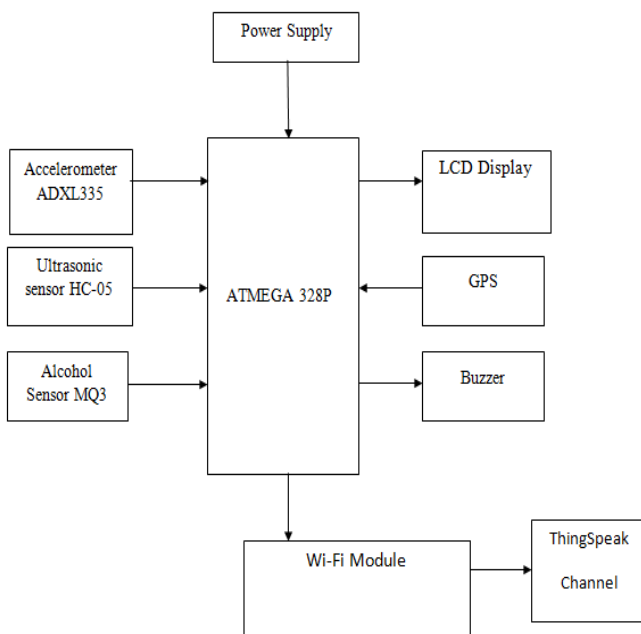 Power Supply
Accelerometer
ADXL335
LCD Display
Ultrasonic
sensor HC-05
ATMEGA 328P
GPS
Alcohol
Sensor MQ3
Buzzer
Wi-Fi Module
ThingSpeak
Channel